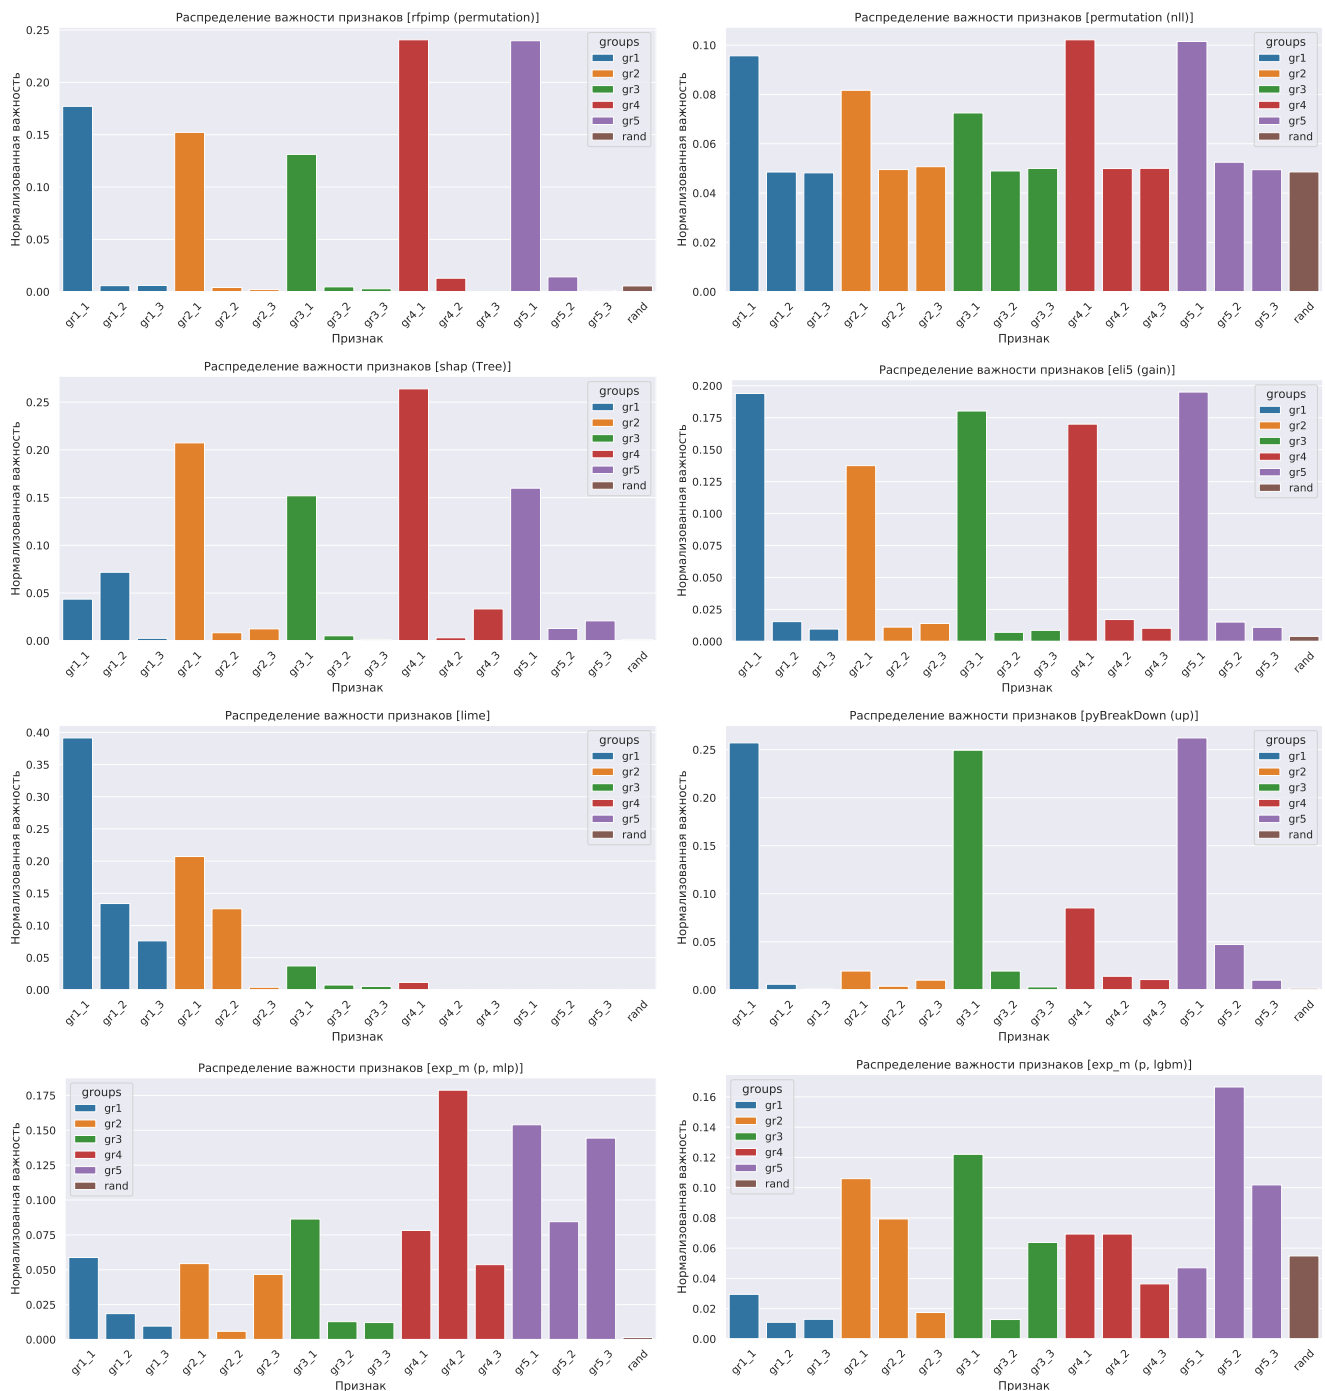 Распределение важности признаков [rfpimp (permutation)]
Нормализованная важность
0.25
0.20
0.15
0.10
0.05
0.00
groups
gr1
gr2
gr3
gr4
gr5
rand
gr1_1 gr1_2 gr1_3 gr2_1 gr2_2 gr2_3 gr3_1 gr3_2 gr3_3 gr4_1 gr4_2 gr4_3 gr5_1 gr5_2 gr5_3 rand
Признак
Распределение важности признаков [permutation (nll)]
Нормализованная важность
0.10
0.08
0.06
0.04
0.02
0.00
groups
gr1
gr2
gr3
gr4
gr5
rand
gr1_1 gr1_2 gr1_3 gr2_1 gr2_2 gr2_3 gr3_1 gr3_2 gr3_3 gr4_1 gr4_2 gr4_3 gr5_1 gr5_2 gr5_3 rand
Признак
Распределение важности признаков [shap (Tree)]
Нормализованная важность
0.25
0.20
0.15
0.10
0.05
0.00
groups
gr1
gr2
gr3
gr4
gr5
rand
gr1_1 gr1_2 gr1_3 gr2_1 gr2_2 gr2_3 gr3_1 gr3_2 gr3_3 gr4_1 gr4_2 gr4_3 gr5_1 gr5_2 gr5_3 rand
Признак
Распределение важности признаков [eli5 (gain)]
Нормализованная важность
0.200
0.175
0.150
0.125
0.100
0.075
0.050
0.025
0.000
groups
gr1
gr2
gr3
gr4
gr5
rand
gr1_1 gr1_2 gr1_3 gr2_1 gr2_2 gr2_3 gr3_1 gr3_2 gr3_3 gr4_1 gr4_2 gr4_3 gr5_1 gr5_2 gr5_3 rand
Признак
Распределение важности признаков [lime]
Нормализованная важность
0.40
0.35
0.30
0.25
0.20
0.15
0.10
0.05
0.00
groups
gr1
gr2
gr3
gr4
gr5
rand
gr1_1 gr1_2 gr1_3 gr2_1 gr2_2 gr2_3 gr3_1 gr3_2 gr3_3 gr4_1 gr4_2 gr4_3 gr5_1 gr5_2 gr5_3 rand
Признак
Распределение важности признаков [pyBreakDown (up)]
Нормализованная важность
0.25
0.20
0.15
0.10
0.05
0.00
groups
gr1
gr2
gr3
gr4
gr5
rand
gr1_1 gr1_2 gr1_3 gr2_1 gr2_2 gr2_3 gr3_1 gr3_2 gr3_3 gr4_1 gr4_2 gr4_3 gr5_1 gr5_2 gr5_3 rand
Признак
Распределение важности признаков [exp_m (p, mlp)]
Нормализованная важность
0.175
0.150
0.125
0.100
0.075
0.050
0.025
0.000
groups
gr1
gr2
gr3
gr4
gr5
rand
gr1_1 gr1_2 gr1_3 gr2_1 gr2_2 gr2_3 gr3_1 gr3_2 gr3_3 gr4_1 gr4_2 gr4_3 gr5_1 gr5_2 gr5_3 rand
Признак
Распределение важности признаков [exp_m (p, lgbm)]
Нормализованная важность
0.16
0.14
0.12
0.10
0.08
0.06
0.04
0.02
0.00
groups
gr1
gr2
gr3
gr4
gr5
rand
gr1_1 gr1_2 gr1_3 gr2_1 gr2_2 gr2_3 gr3_1 gr3_2 gr3_3 gr4_1 gr4_2 gr4_3 gr5_1 gr5_2 gr5_3 rand
Признак